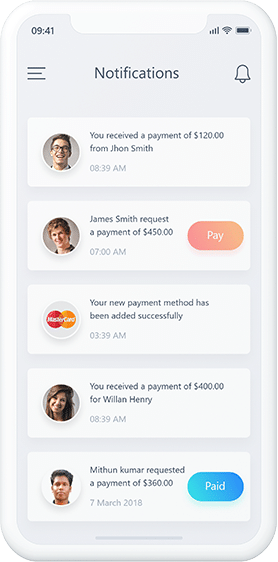 09:41
Notifications
You received a payment of $120.00
from Jhon Smith
08:39 AM
James Smith request
a payment of $450.00
Pay
07:00 AM
MasterCard
Your new payment method has
been added successfully
03:39 AM
You received a payment of $400.00
for Willan Henry
08:39 AM
Mithun kumar requested
a payment of $360.00
Paid
7 March 2018